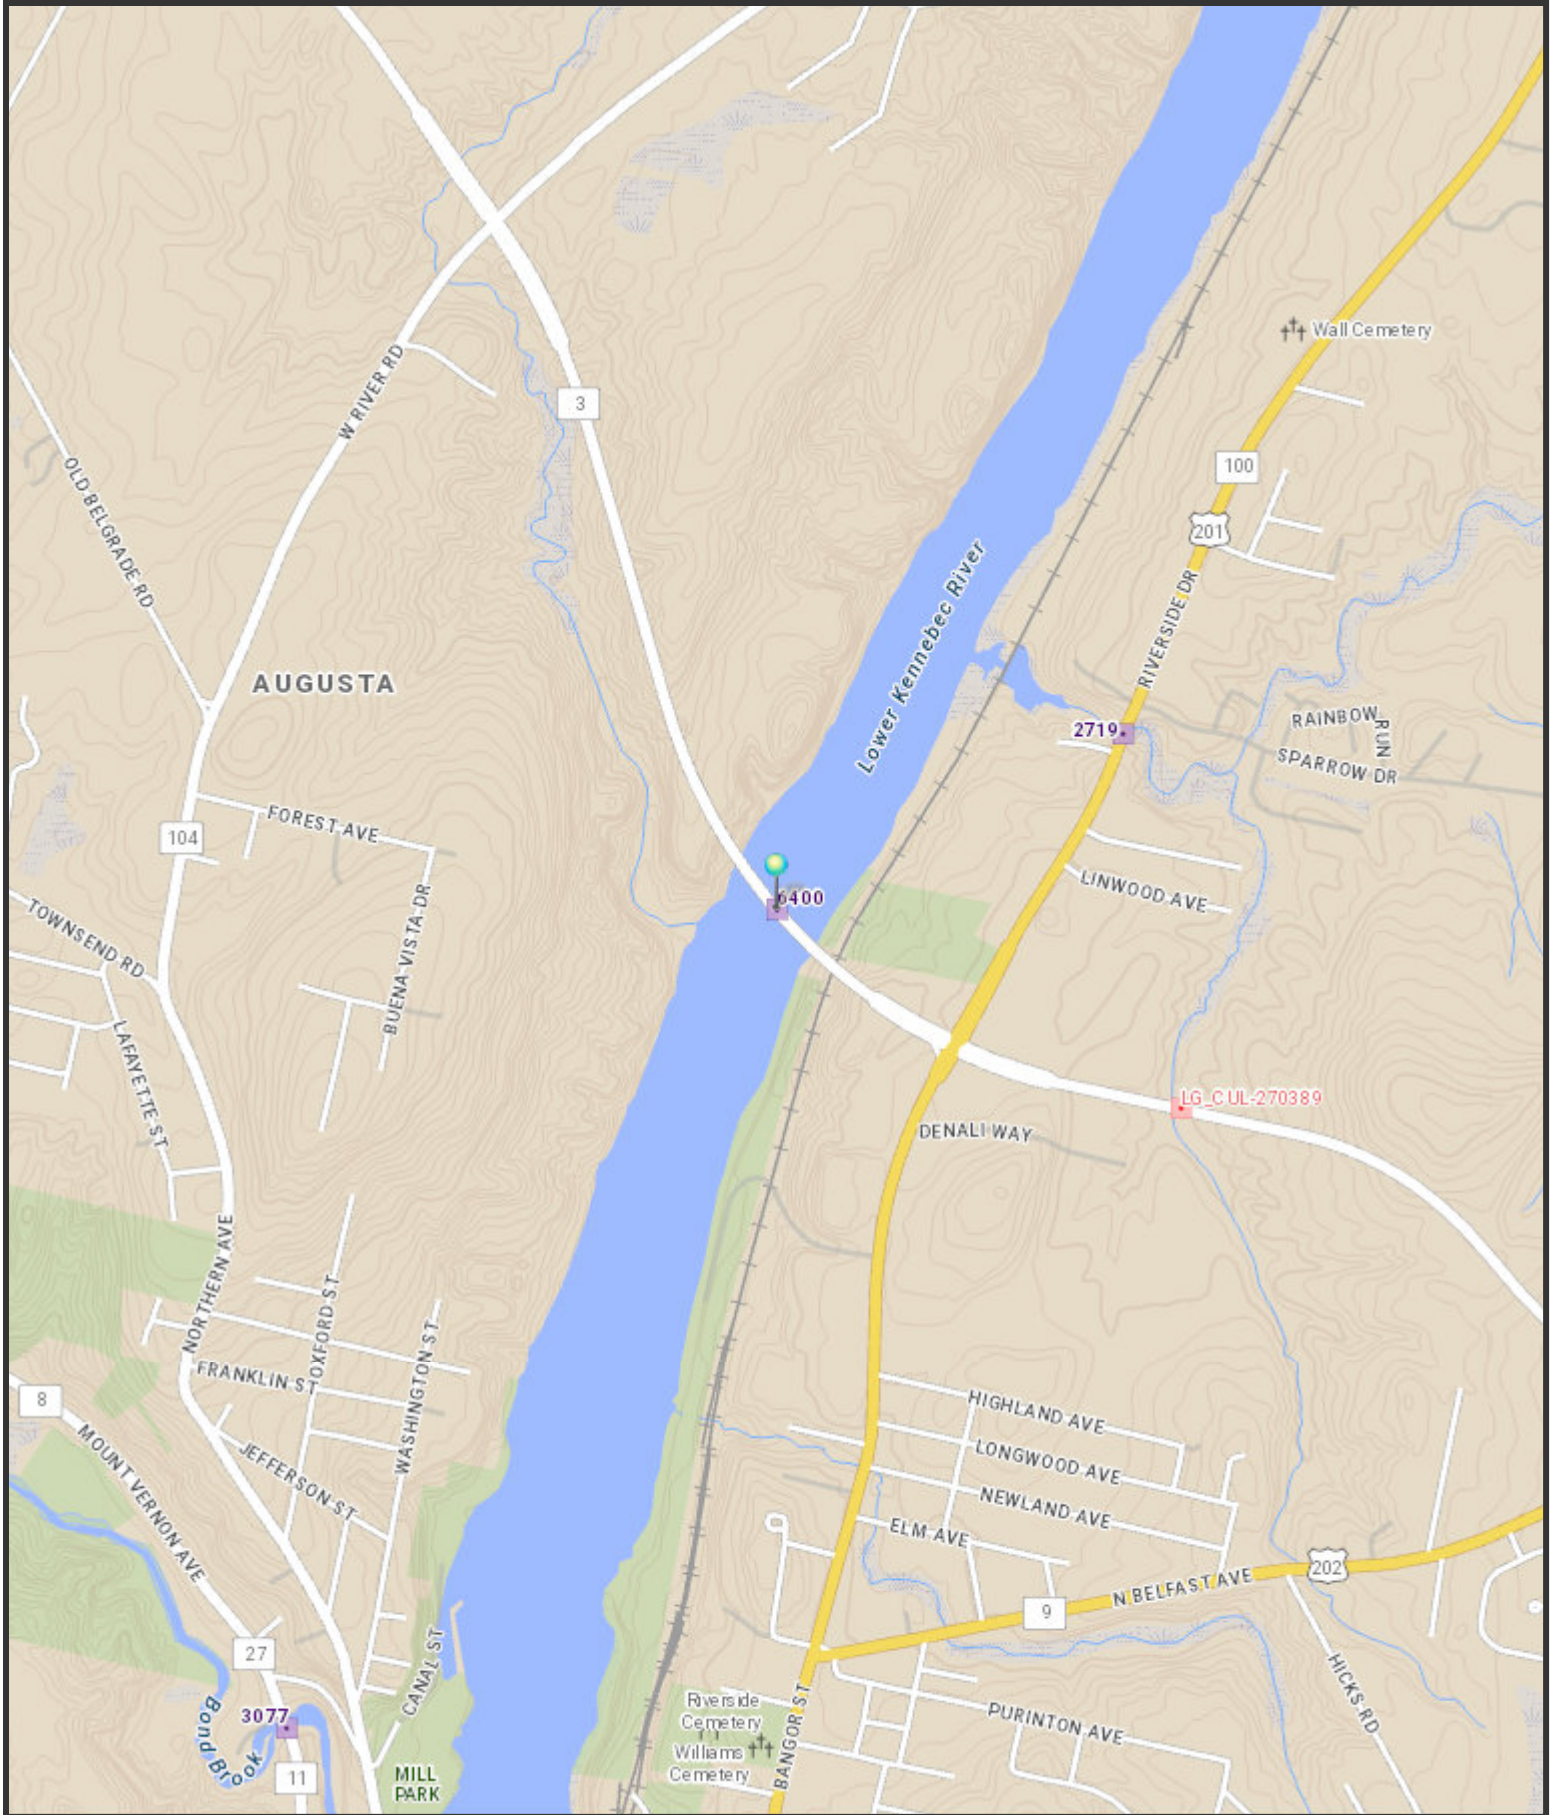 Wall Cemetery
W RIVER RD
3
OLD BELGRADE RD
100
201
Lower Kennebec River
RIVERSIDE DR
AUGUSTA
RAINBOW RUN
2719
SPARROW DR
FOREST AVE
104
LINWOOD AVE
BUENA VISTA DR
6400
TOWNSEND RD
LAFAYETTE ST
LG_CUL-270389
DENALI WAY
NORTHERN AVE
OXFORD ST
WASHINGTON ST
FRANKLIN ST
8
HIGHLAND AVE
MOUNT VERNON AVE
JEFFERSON ST
LONGWOOD AVE
NEWLAND AVE
ELM AVE
202
N BELFAST AVE
9
27
CANAL ST
HICKS RD
3077
Bond Brook
Riverside
Cemetery
Williams
Cemetery
BANGOR ST
PURINTON AVE
11
MILL
PARK